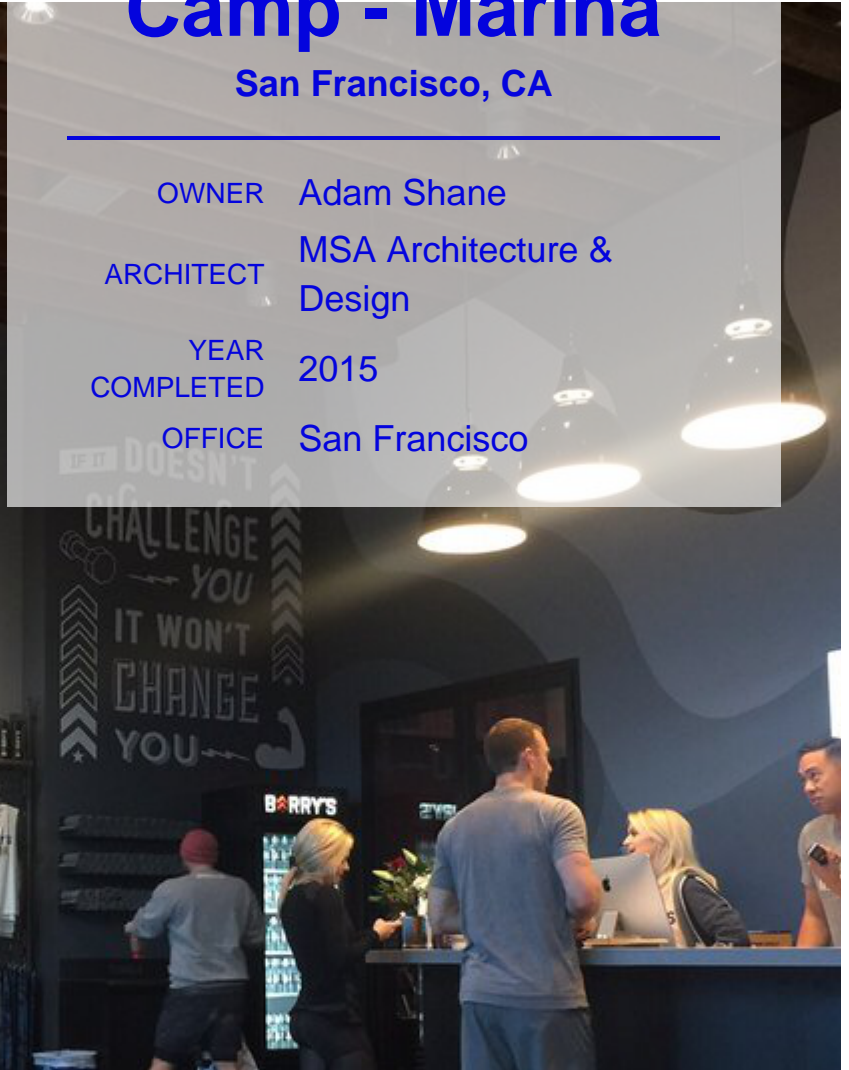 Camp - Marina
San Francisco, CA
OWNER Adam Shane
ARCHITECT MSA Architecture &
Design
YEAR
COMPLETED 2015
OFFICE San Francisco
IF IT DOESN'T
CHALLENGE
YOU
IT WON'T
CHANGE
YOU
BARRY'S